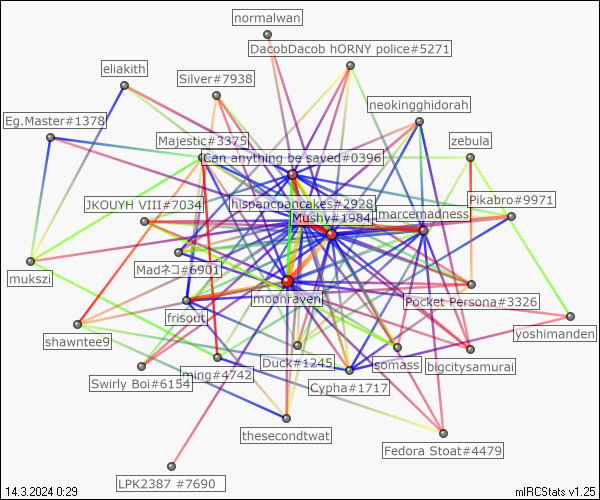 normalwan
DacobDacob hORNY police#5271
eliakith
Silver#7938
neokingghidorah
Eg.Master#1378
Majestic#3375
zebula
Can anything be saved#0396
JKOUYH VIII#7034
hispancpancakes#2928
Pikabro#9971
Mushy#1984
lmarcemadness
Madネコ#6901
mukszi
moonraven
Pocket Persona#3326
frisout
yoshimanden
shawntee9
Duck#1245
somass
bigcitysamurai
Swirly Boi#6154
ming#4742
Cypha#1717
thesecondtwat
Fedora Stoat#4479
LPK2387 #7690
14.3.2024 0:29
mIRCStats v1.25